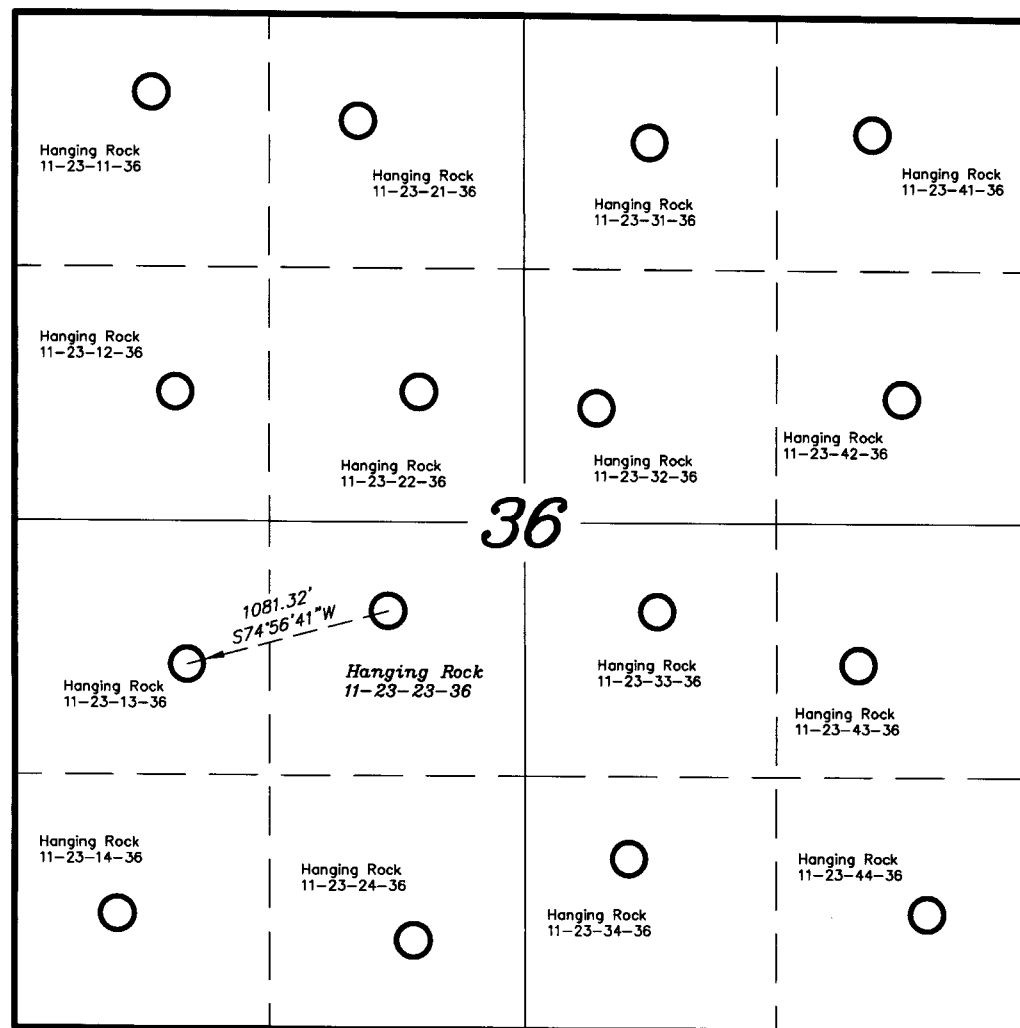 Hanging Rock
11-23-11-36
Hanging Rock
11-23-21-36
Hanging Rock
11-23-31-36
Hanging Rock
11-23-41-36
Hanging Rock
11-23-12-36
Hanging Rock
11-23-22-36
Hanging Rock
11-23-32-36
Hanging Rock
11-23-42-36
36
1081.32'
S74°56'41"W
Hanging Rock
11-23-13-36
Hanging Rock
11-23-23-36
Hanging Rock
11-23-33-36
Hanging Rock
11-23-43-36
Hanging Rock
11-23-14-36
Hanging Rock
11-23-24-36
Hanging Rock
11-23-34-36
Hanging Rock
11-23-44-36